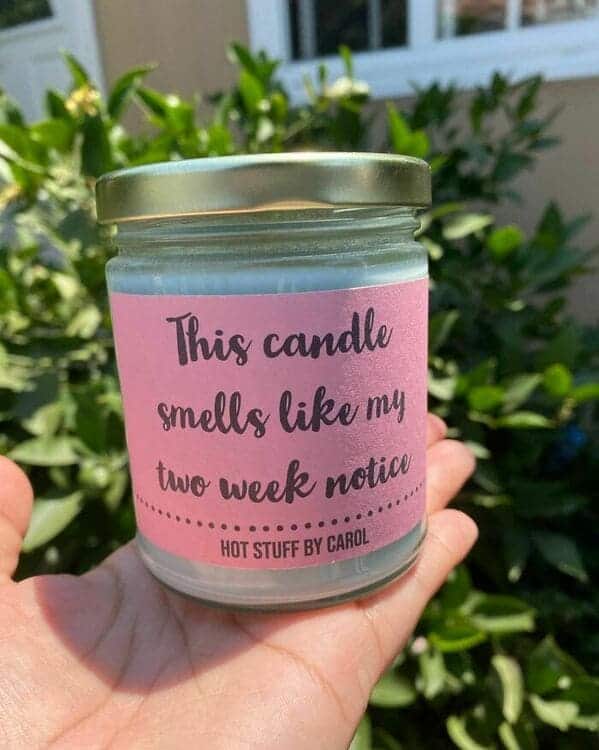 This candle
smells like my
two week notice
HOT STUFF BY CAROL